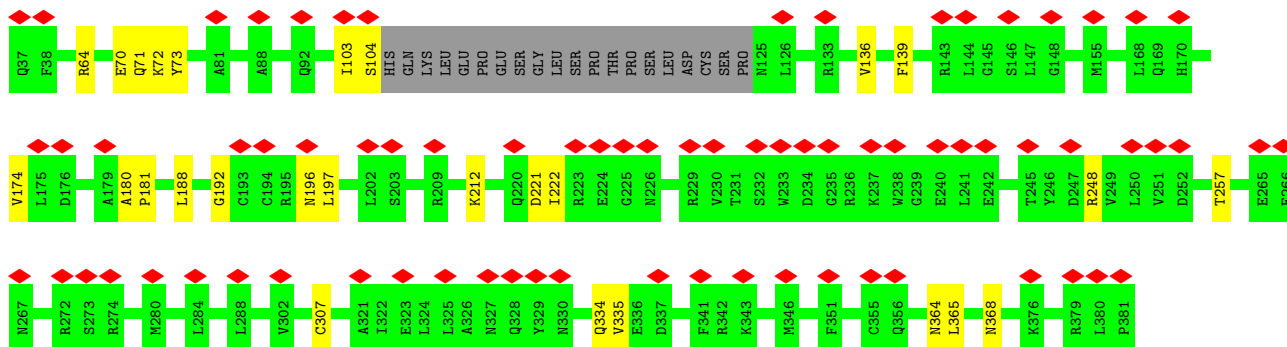 Q37 F38 R64 E70 Q71 K72 Y73 A81 A88 Q92 I103 S104 HIS GLN LYS LEU GLU PRO GLU SER GLY LEU SER PRO THR PRO SER LEU ASP CYS SER PRO N125 L126 R133 V136 F139 R143 L144 G145 S146 L147 G148 M155 L168 Q169 H170
V174 L175 D176 A179 A180 P181 L188 G192 C193 C194 R195 N196 L197 L202 S203 R209 K212 Q220 D221 I222 R223 E224 G225 N226 R229 V230 T231 S232 W233 D234 G235 R236 K237 W238 G239 E240 L241 E242 T245 Y246 D247 R248 V249 L250 V251 D252 T257 E265
N267 R272 S273 R274 M280 L284 L288 V302 C307 A321 I322 E323 L324 L325 A326 N327 Q328 Y329 N330 Q334 V335 E336 D337 F341 R342 K343 M346 F351 C355 Q356 N364 L365 N368 K376 R379 L380 P381